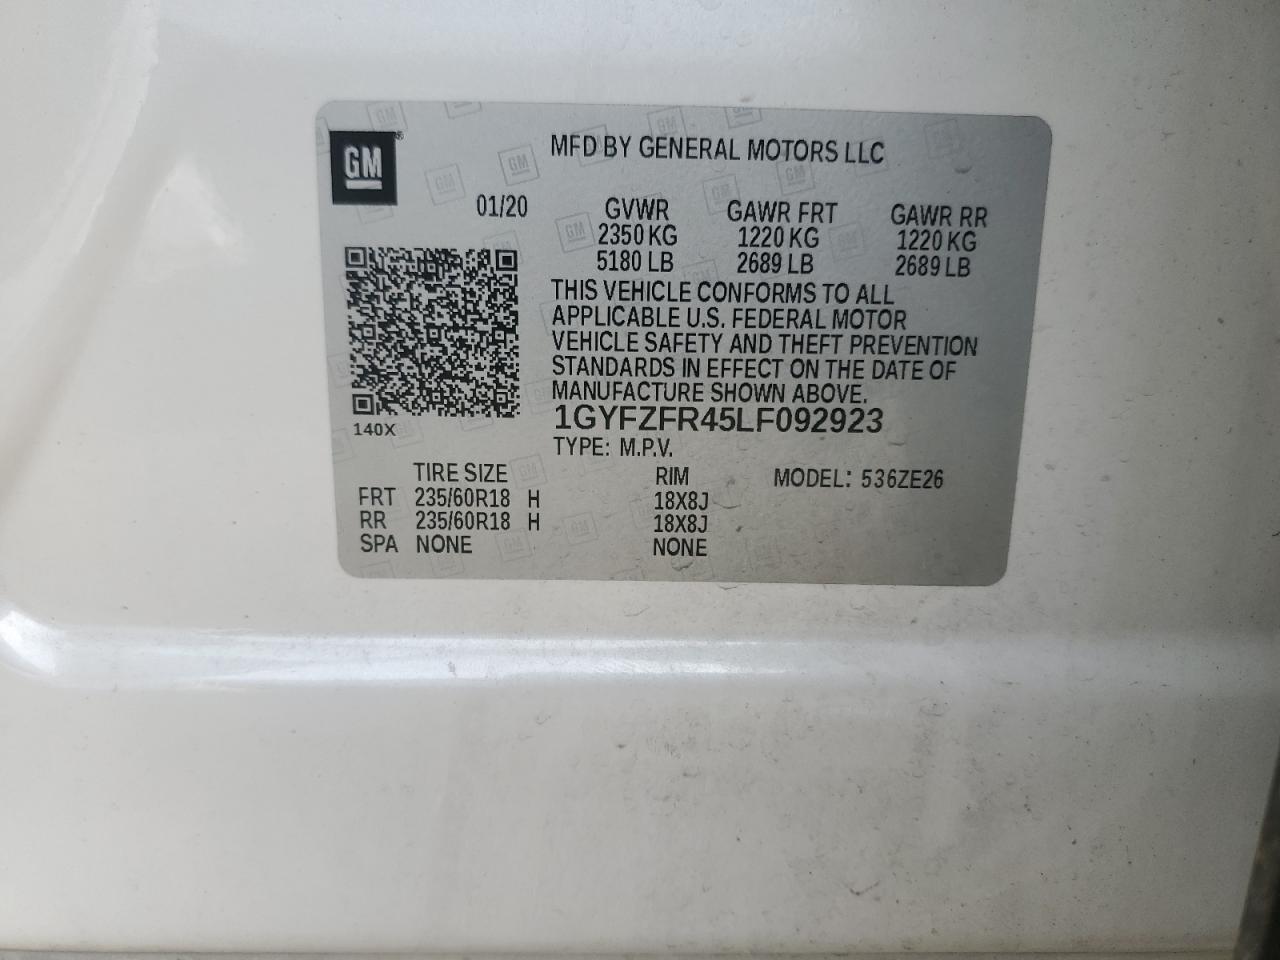 GM®
MFD BY GENERAL MOTORS LLC
01/20
GVWR GAWR FRT GAWR RR
2350 KG 1220 KG 1220 KG
5180 LB 2689 LB 2689 LB
THIS VEHICLE CONFORMS TO ALL
APPLICABLE U.S. FEDERAL MOTOR
VEHICLE SAFETY AND THEFT PREVENTION
STANDARDS IN EFFECT ON THE DATE OF
MANUFACTURE SHOWN ABOVE.
1GYFZFR45LF092923
140X
TYPE: M.P.V.
TIRE SIZE RIM MODEL: 536ZE26
FRT 235/60R18 H 18X8J
RR 235/60R18 H 18X8J
SPA NONE NONE